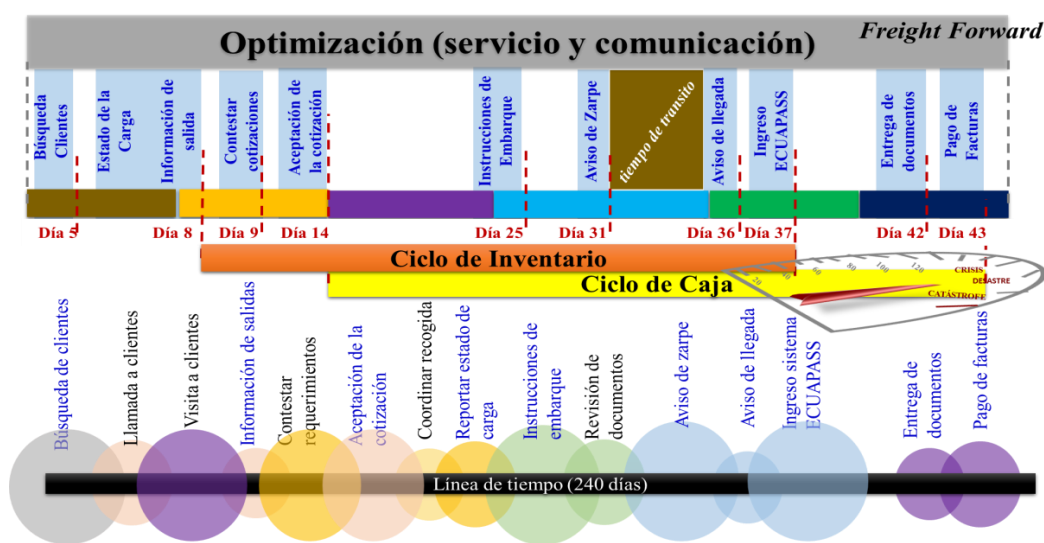 Freight Forward
Optimización (servicio y comunicación)
Búsqueda
Clientes
Estado de la
Carga
Información de
salida
Contestar
cotizaciones
Aceptación de
la cotización
Instrucciones de
Embarque
Aviso de Zarpe
tiempo de transito
Aviso de llegada
Ingreso
ECUAPASS
Entrega de
documentos
Pago de
Facturas
Día 5
Día 8
Día 9
Día 14
Día 25
Día 31
Día 36
Día 37
Día 42
Día 43
Ciclo de Inventario
Ciclo de Caja
20
40
60
80
100
120
CRISIS
DESASTRE
CATÁSTROFE
Búsqueda de clientes
Llamada a clientes
Visita a clientes
Información de salidas
Contestar
requerimientos
Aceptación de la
cotización
Coordinar recogida
Reportar estado de
carga
Instrucciones de
embarque
Revisión de
documentos
Aviso de zarpe
Aviso de llegada
Ingreso sistema
ECUAPASS
Entrega de
documentos
Pago de facturas
Línea de tiempo (240 días)